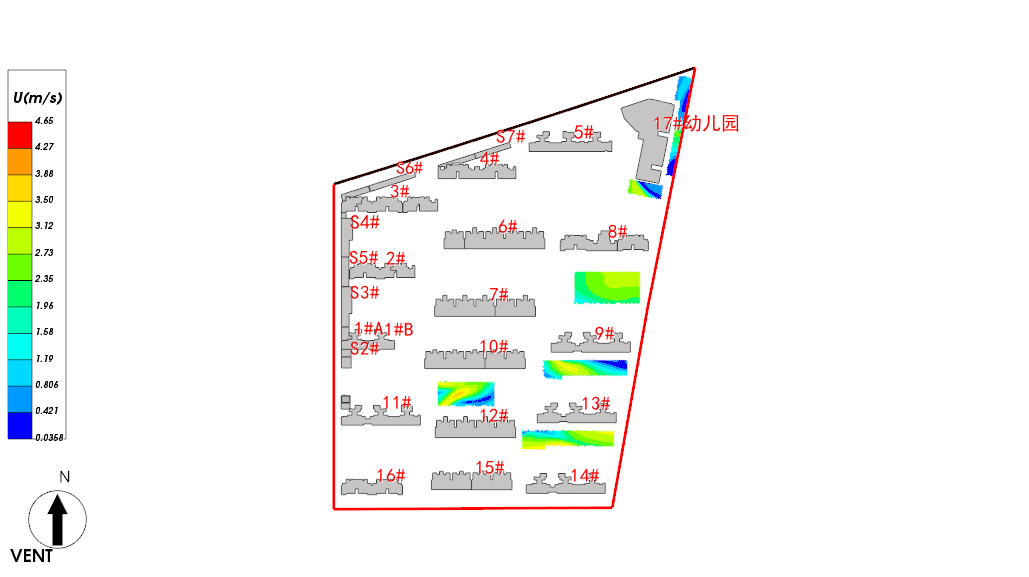 U(m/s)
4.65
4.27
3.88
3.50
3.12
2.73
2.35
1.96
1.58
1.19
0.806
0.421
0.0358
N
VENT
17#幼儿园
S7#
5#
4#
S6#
3#
S4#
6#
8#
S5#
2#
S3#
7#
1#A1#B
9#
S2#
10#
11#
13#
12#
15#
16#
14#